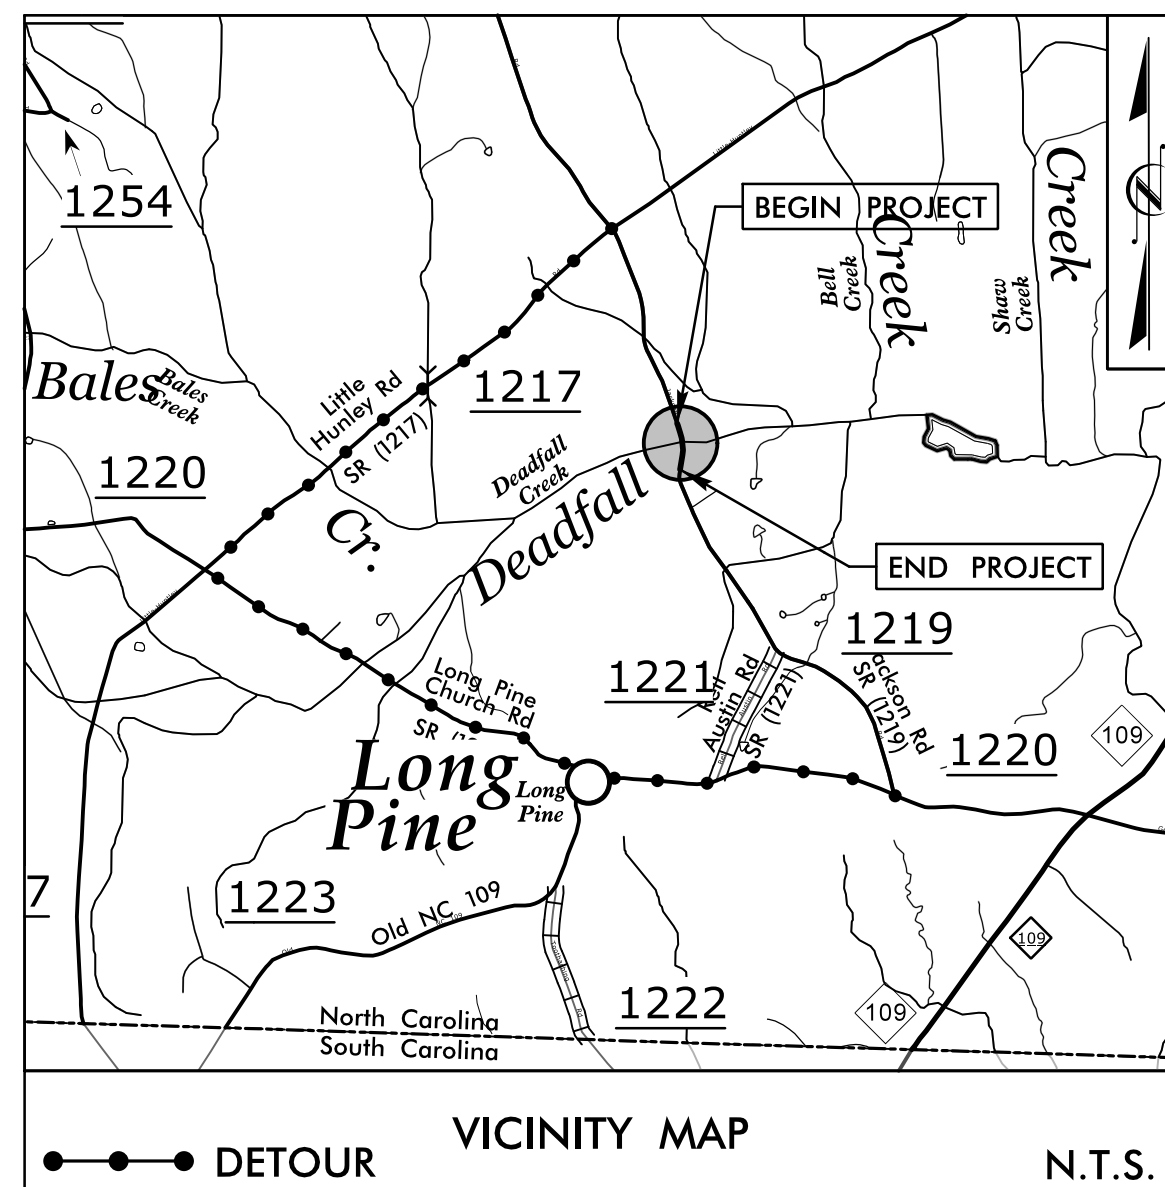 1254
BEGIN PROJECT
Creek
Creek
Bell
Creek
Shaw
Creek
Bales
Bales
Creek
Little
Hunley Rd
SR (1217)
1217
1220
Deadfall
Creek
Deadfall
Cr.
END PROJECT
1219
1221
Austin Rd
SR (1221)
ackson Rd
SR (1219)
1220
109
Long Pine
Church Rd
SR
Long
Pine
Long
Pine
7
1223
Old NC 109
109
1222
109
North Carolina
South Carolina
VICINITY MAP
DETOUR
N.T.S.